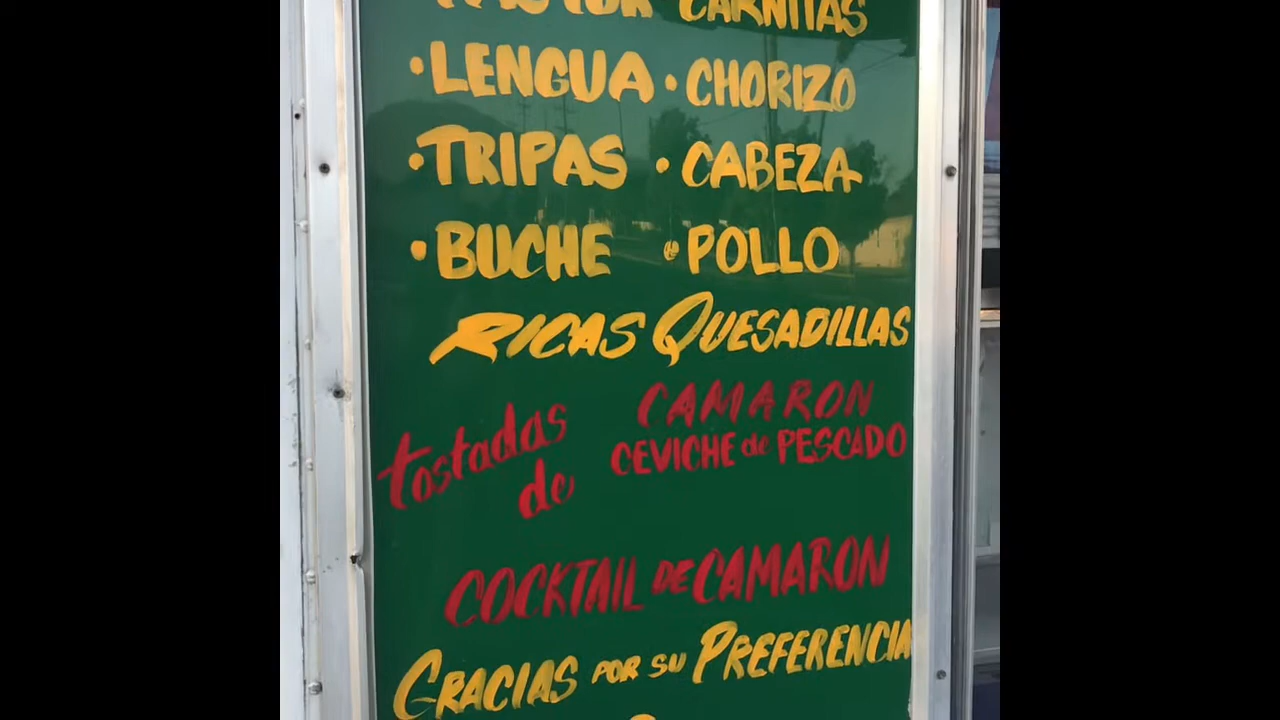 PASTOR CARNITAS
• LENGUA • CHORIZO
• TRIPAS • CABEZA
• BUCHE • POLLO
RICAS QUESADILLAS
tostadas de
CAMARON
CEVICHE de PESCADO
COCKTAIL DE CAMARON
GRACIAS POR SU PREFERENCIA